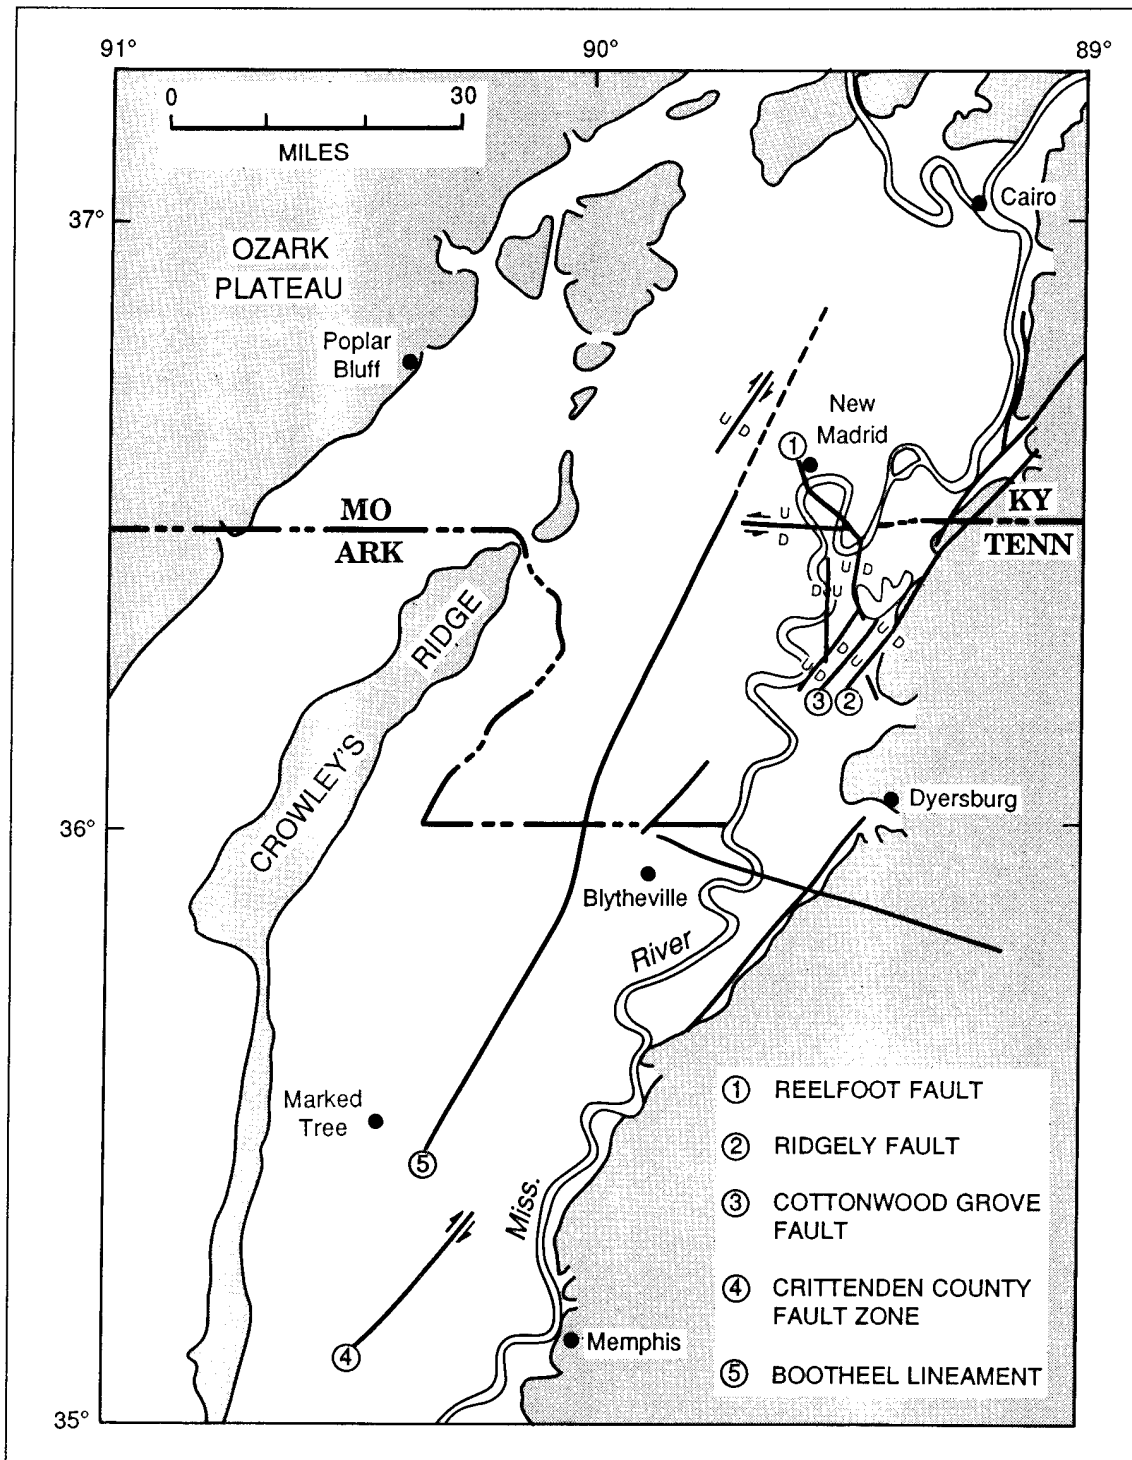 91°
90°
89°
0 30
MILES
37°
Cairo
OZARK
PLATEAU
Poplar
Bluff
U D
New
Madrid
1
MO
ARK
KY
TENN
U
D
U D
D U
CROWLEY'S RIDGE
U D
D U
U D
3 2
36°
Dyersburg
Blytheville
Miss. River
Marked
Tree
5
4
Memphis
35°
1 REELFOOT FAULT
2 RIDGELY FAULT
3 COTTONWOOD GROVE
FAULT
4 CRITTENDEN COUNTY
FAULT ZONE
5 BOOTHEEL LINEAMENT